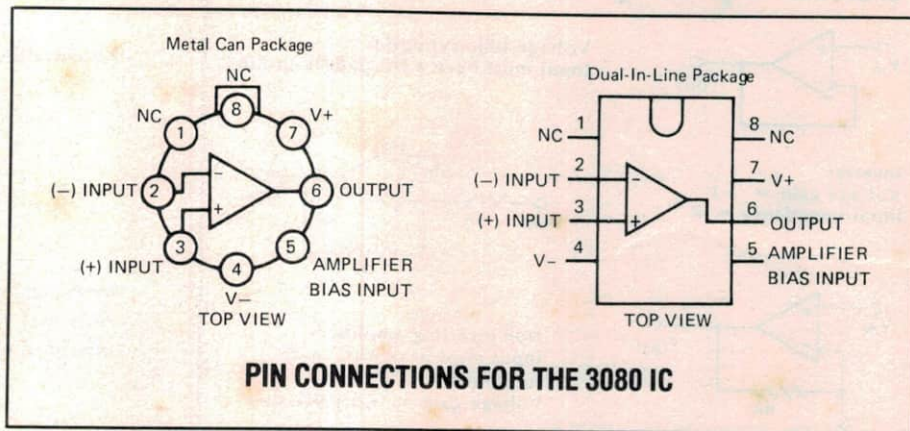 Metal Can Package
NC
8
NC
1
7
V+
(−) INPUT
2
−
6
OUTPUT
+
(+) INPUT
3
5
AMPLIFIER
BIAS INPUT
4
V−
TOP VIEW
Dual-In-Line Package
NC
1
8
NC
(−) INPUT
2
−
7
V+
(+) INPUT
3
+
6
OUTPUT
V−
4
5
AMPLIFIER
BIAS INPUT
TOP VIEW
PIN CONNECTIONS FOR THE 3080 IC